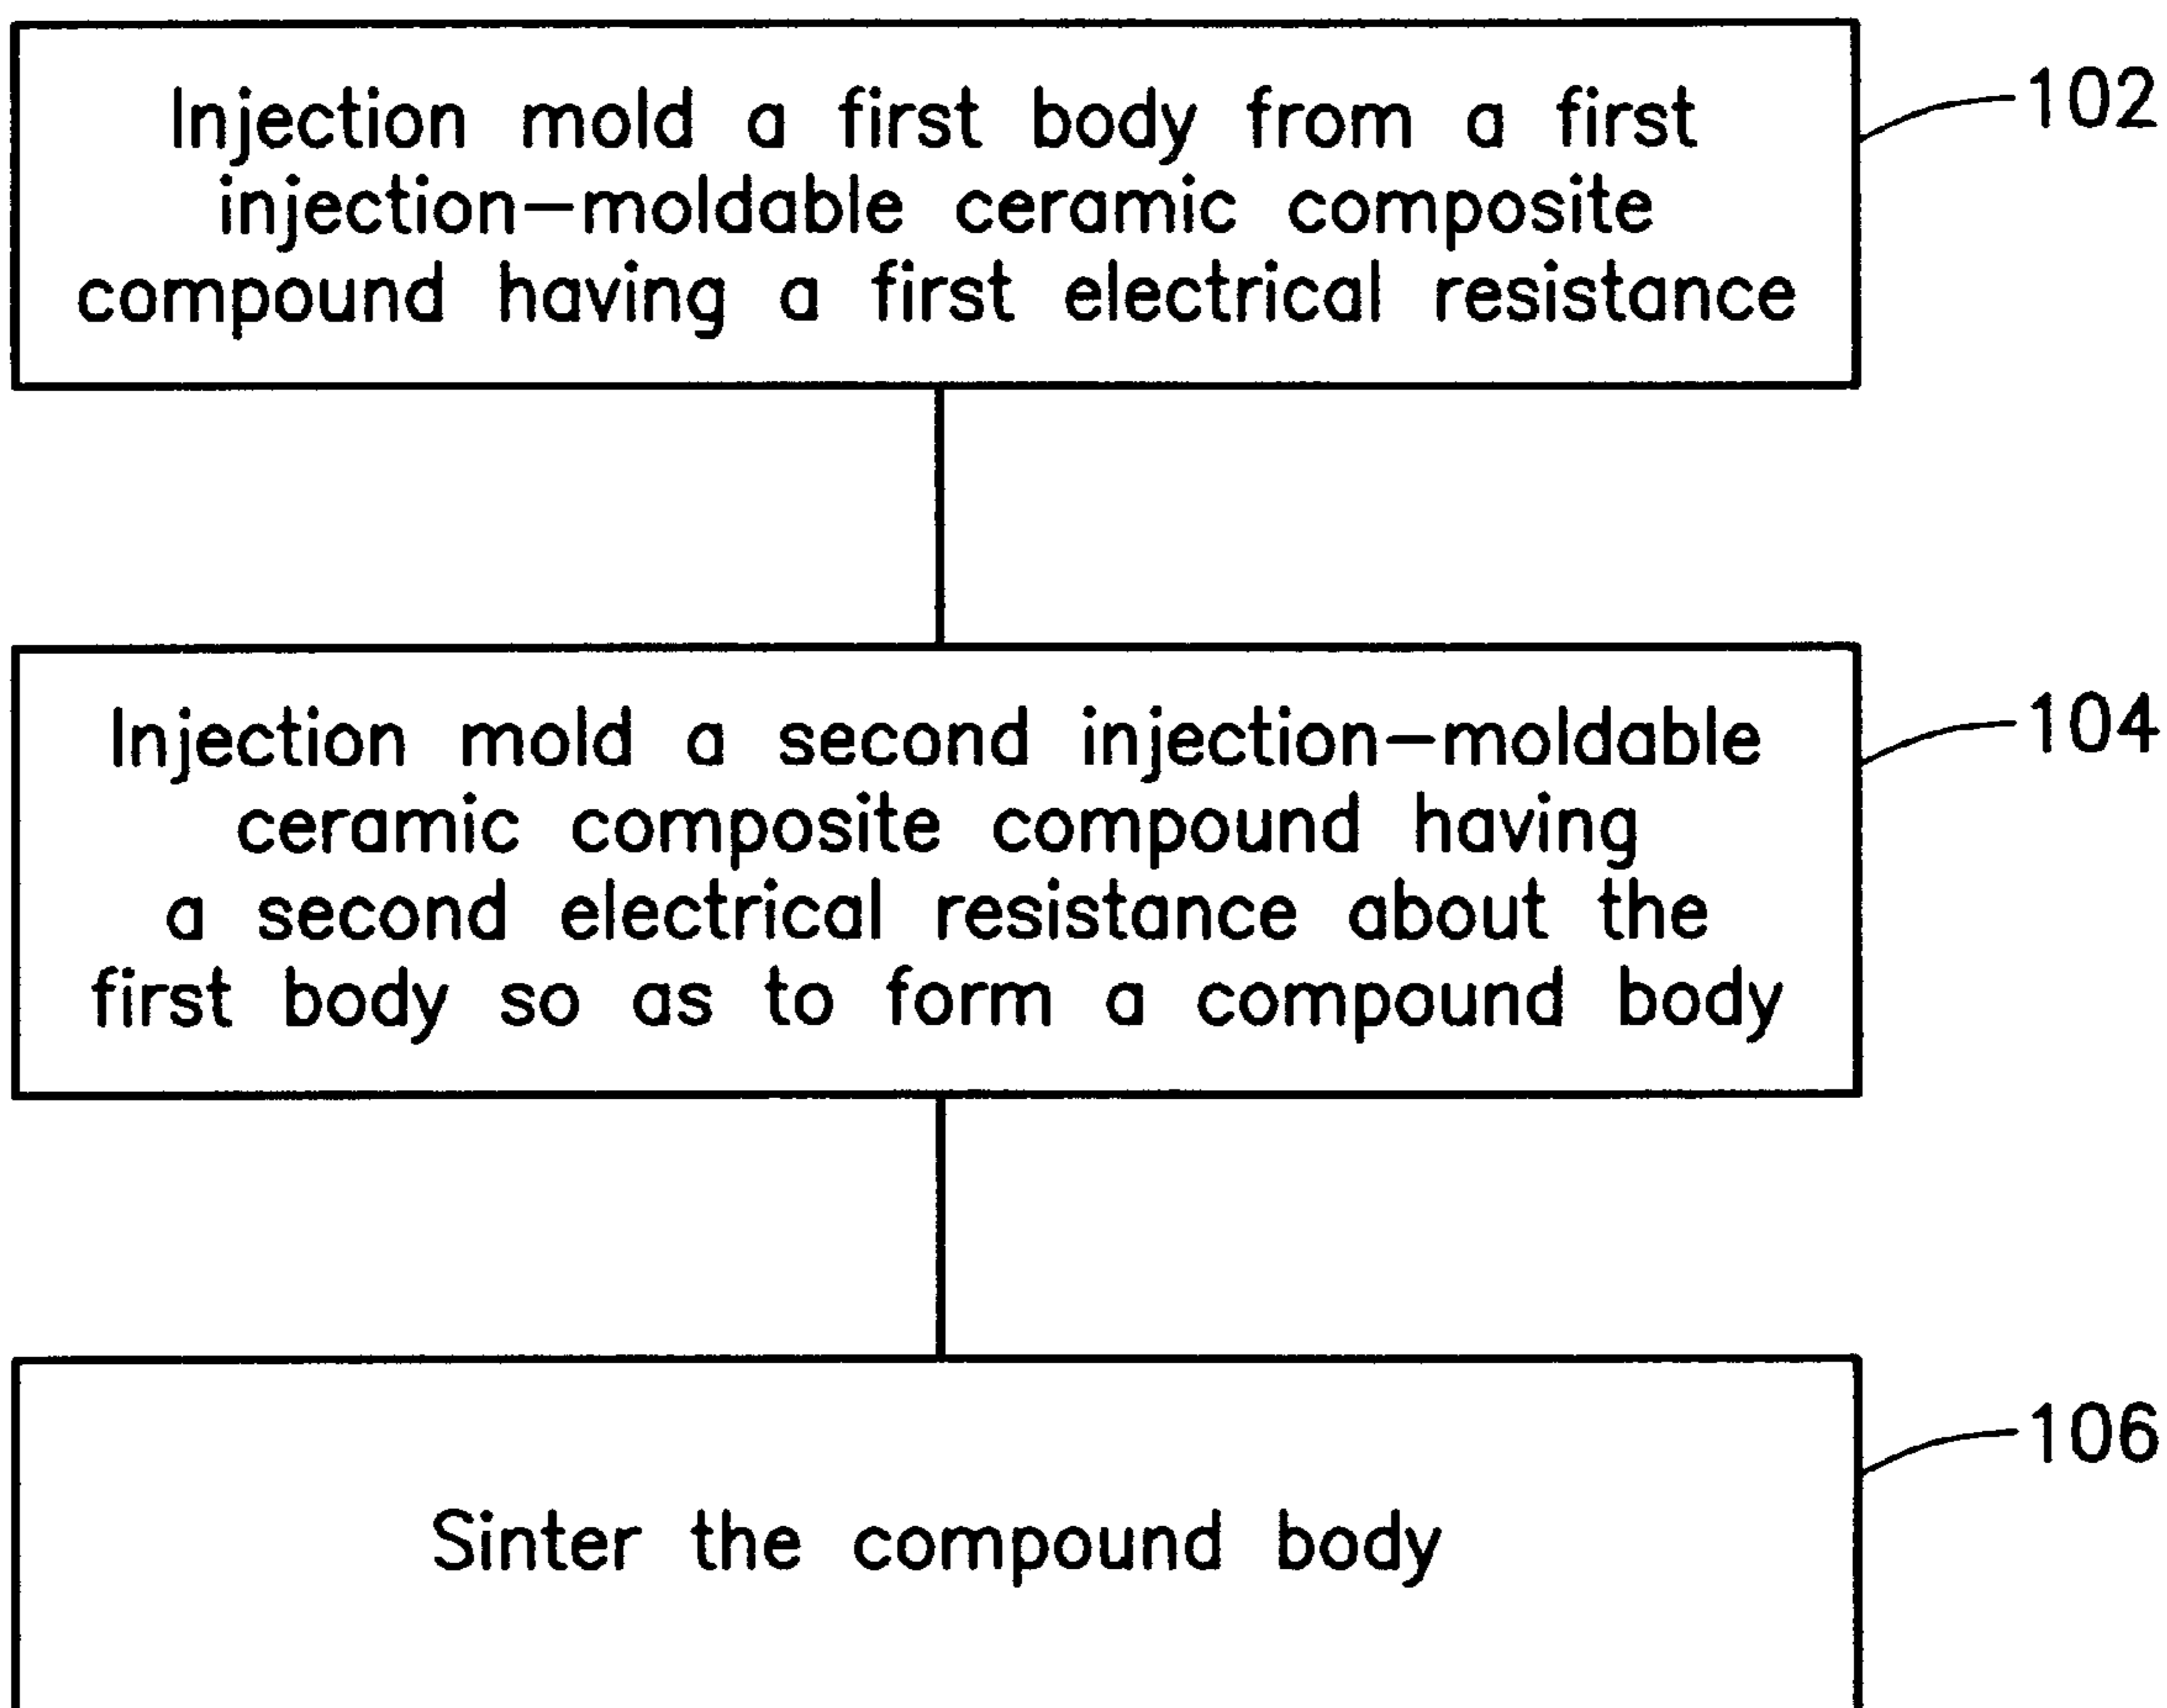 Injection mold a first body from a first
injection–moldable ceramic composite
compound having a first electrical resistance
102
Injection mold a second injection–moldable
ceramic composite compound having
a second electrical resistance about the
first body so as to form a compound body
104
Sinter the compound body
106